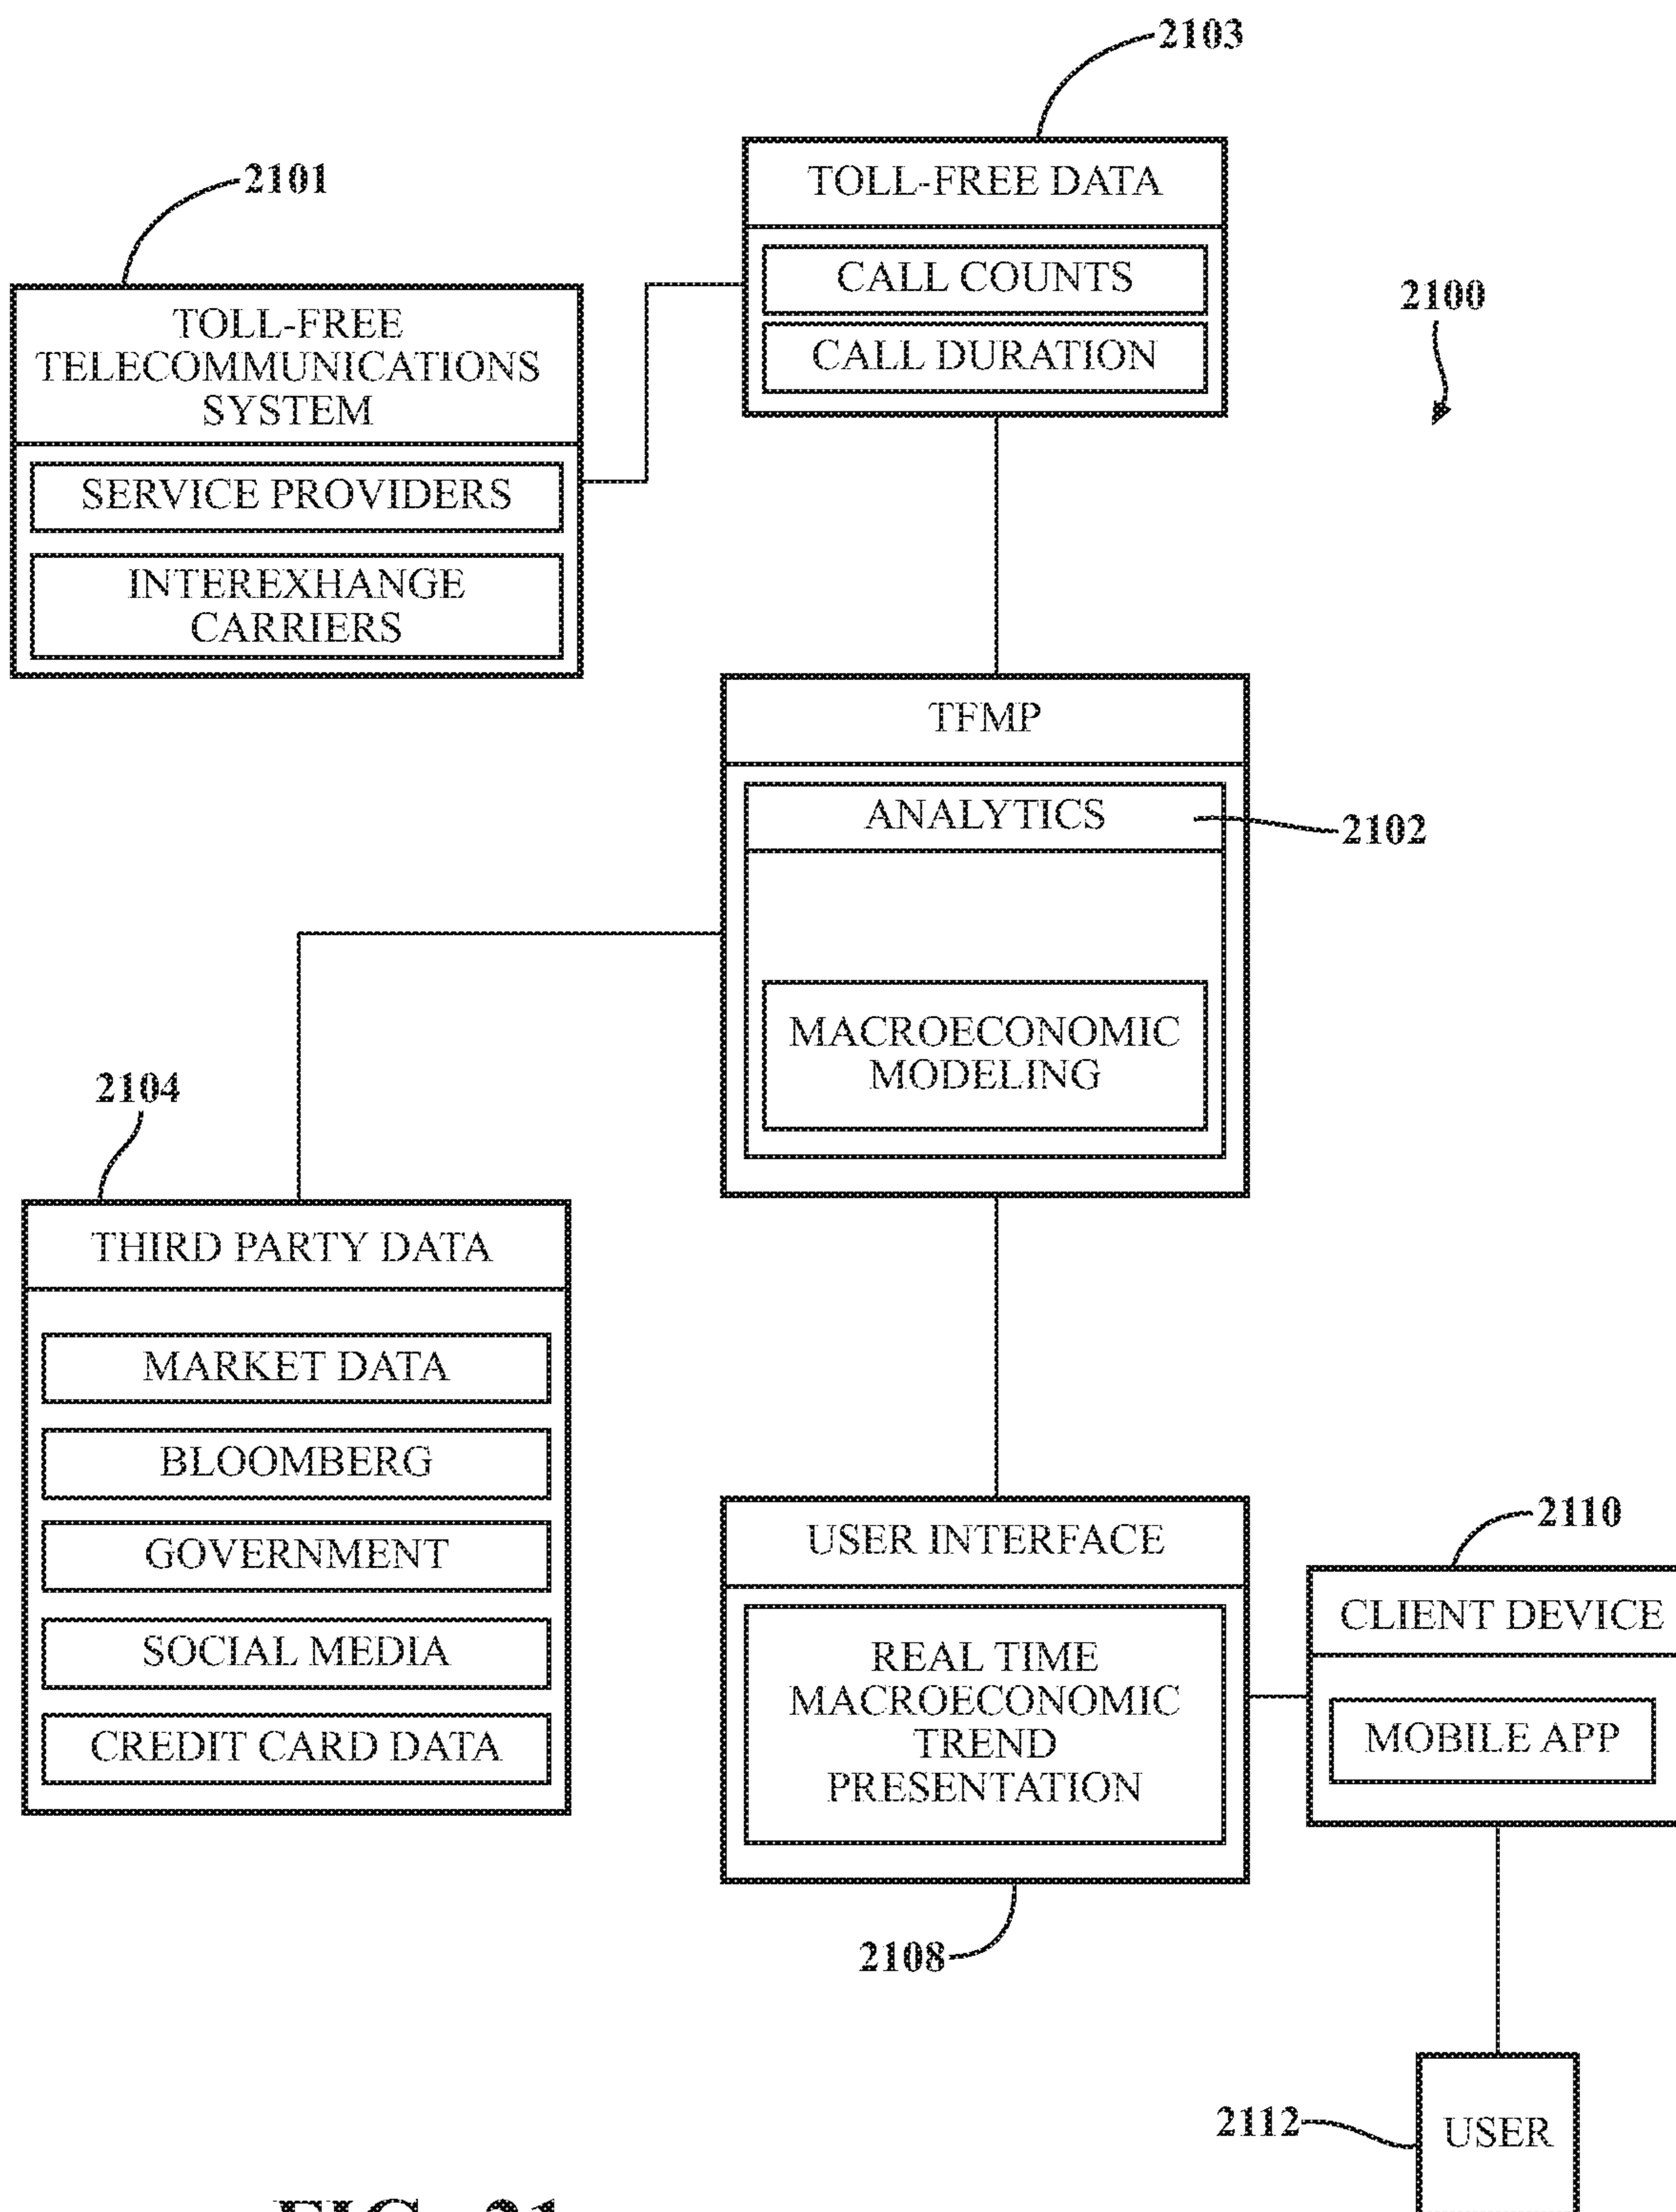 2103
2101
TOLL-FREE DATA
CALL COUNTS
CALL DURATION
2100
TOLL-FREE
TELECOMMUNICATIONS
SYSTEM
SERVICE PROVIDERS
INTEREXHANGE
CARRIERS
TFMP
ANALYTICS
2102
MACROECONOMIC
MODELING
2104
THIRD PARTY DATA
MARKET DATA
BLOOMBERG
GOVERNMENT
SOCIAL MEDIA
CREDIT CARD DATA
USER INTERFACE
REAL TIME
MACROECONOMIC
TREND
PRESENTATION
2108
2110
CLIENT DEVICE
MOBILE APP
2112
USER
FIG. 21